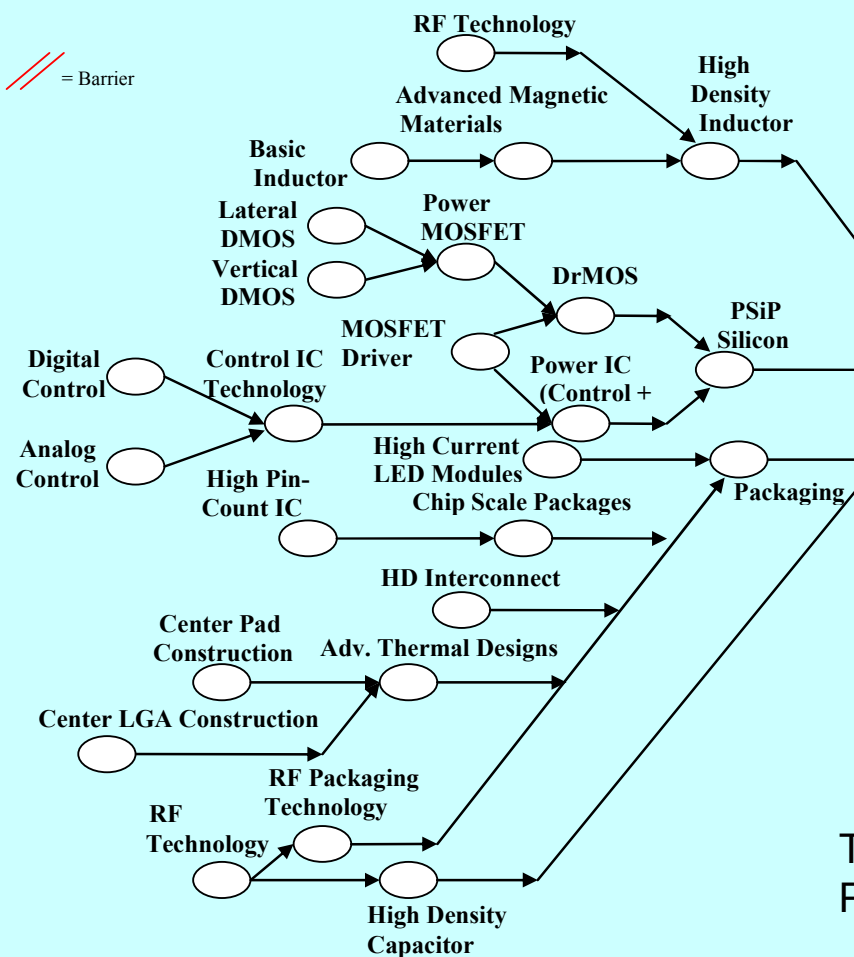 RF Technology
= Barrier
High
Density
Inductor
Advanced Magnetic
Materials
Basic
Inductor
Lateral
DMOS
Power
MOSFET
Vertical
DMOS
DrMOS
PSiP
Silicon
MOSFET
Driver
Digital
Control
Control IC
Technology
Power IC
(Control +
Analog
Control
High Current
LED Modules
High Pin-
Count IC
Packaging
Chip Scale Packages
HD Interconnect
Center Pad
Construction
Adv. Thermal Designs
Center LGA Construction
RF Packaging
Technology
RF
Technology
High Density
Capacitor